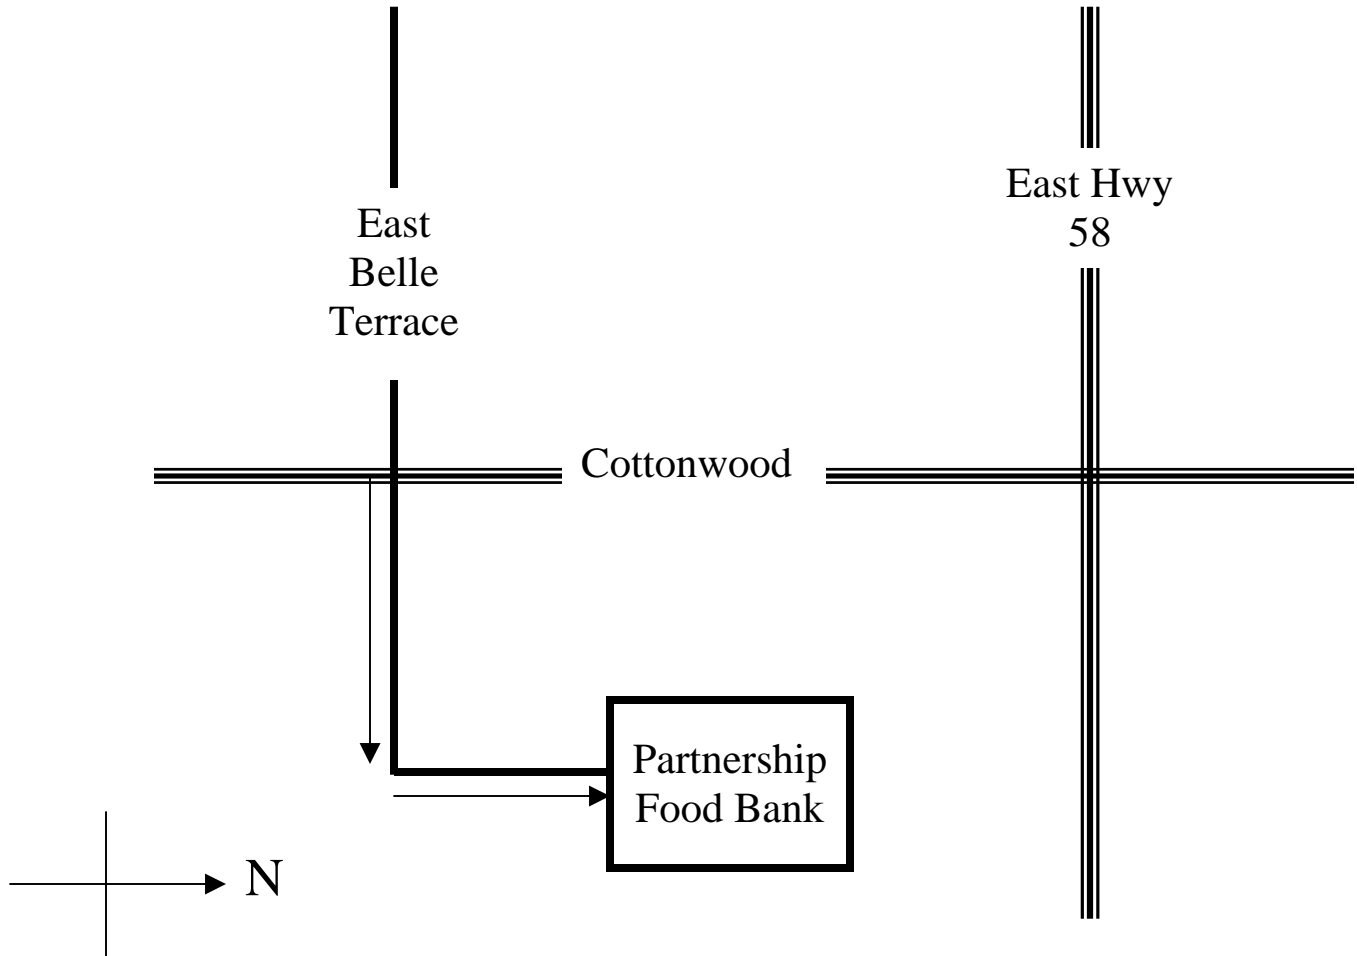 East Hwy
58
East
Belle
Terrace
Cottonwood
Partnership
Food Bank
N